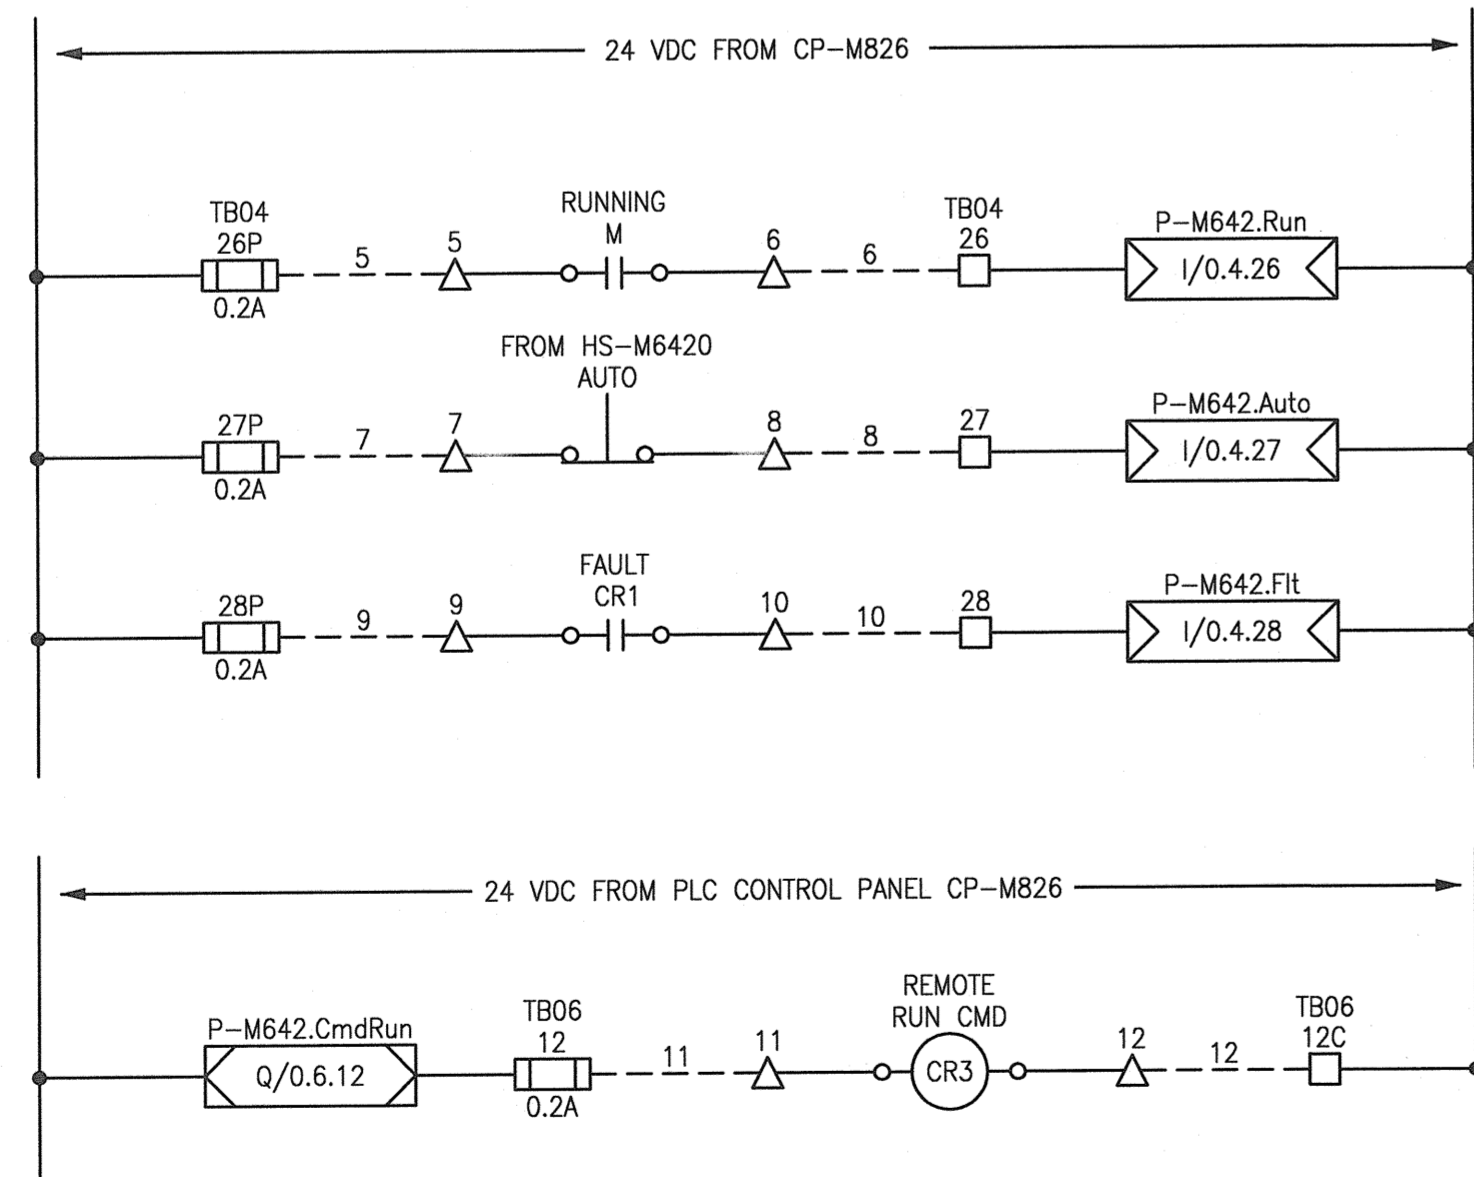 24 VDC FROM CP-M826
TB04
26P
0.2A
5
5
RUNNING
M
6
6
TB04
26
P-M642.Run
I/0.4.26
27P
0.2A
7
7
FROM HS-M6420
AUTO
8
8
27
P-M642.Auto
I/0.4.27
28P
0.2A
9
9
FAULT
CR1
10
10
28
P-M642.Flt
I/0.4.28
24 VDC FROM PLC CONTROL PANEL CP-M826
P-M642.CmdRun
Q/0.6.12
TB06
12
0.2A
11
11
REMOTE
RUN CMD
CR3
12
12
TB06
12C